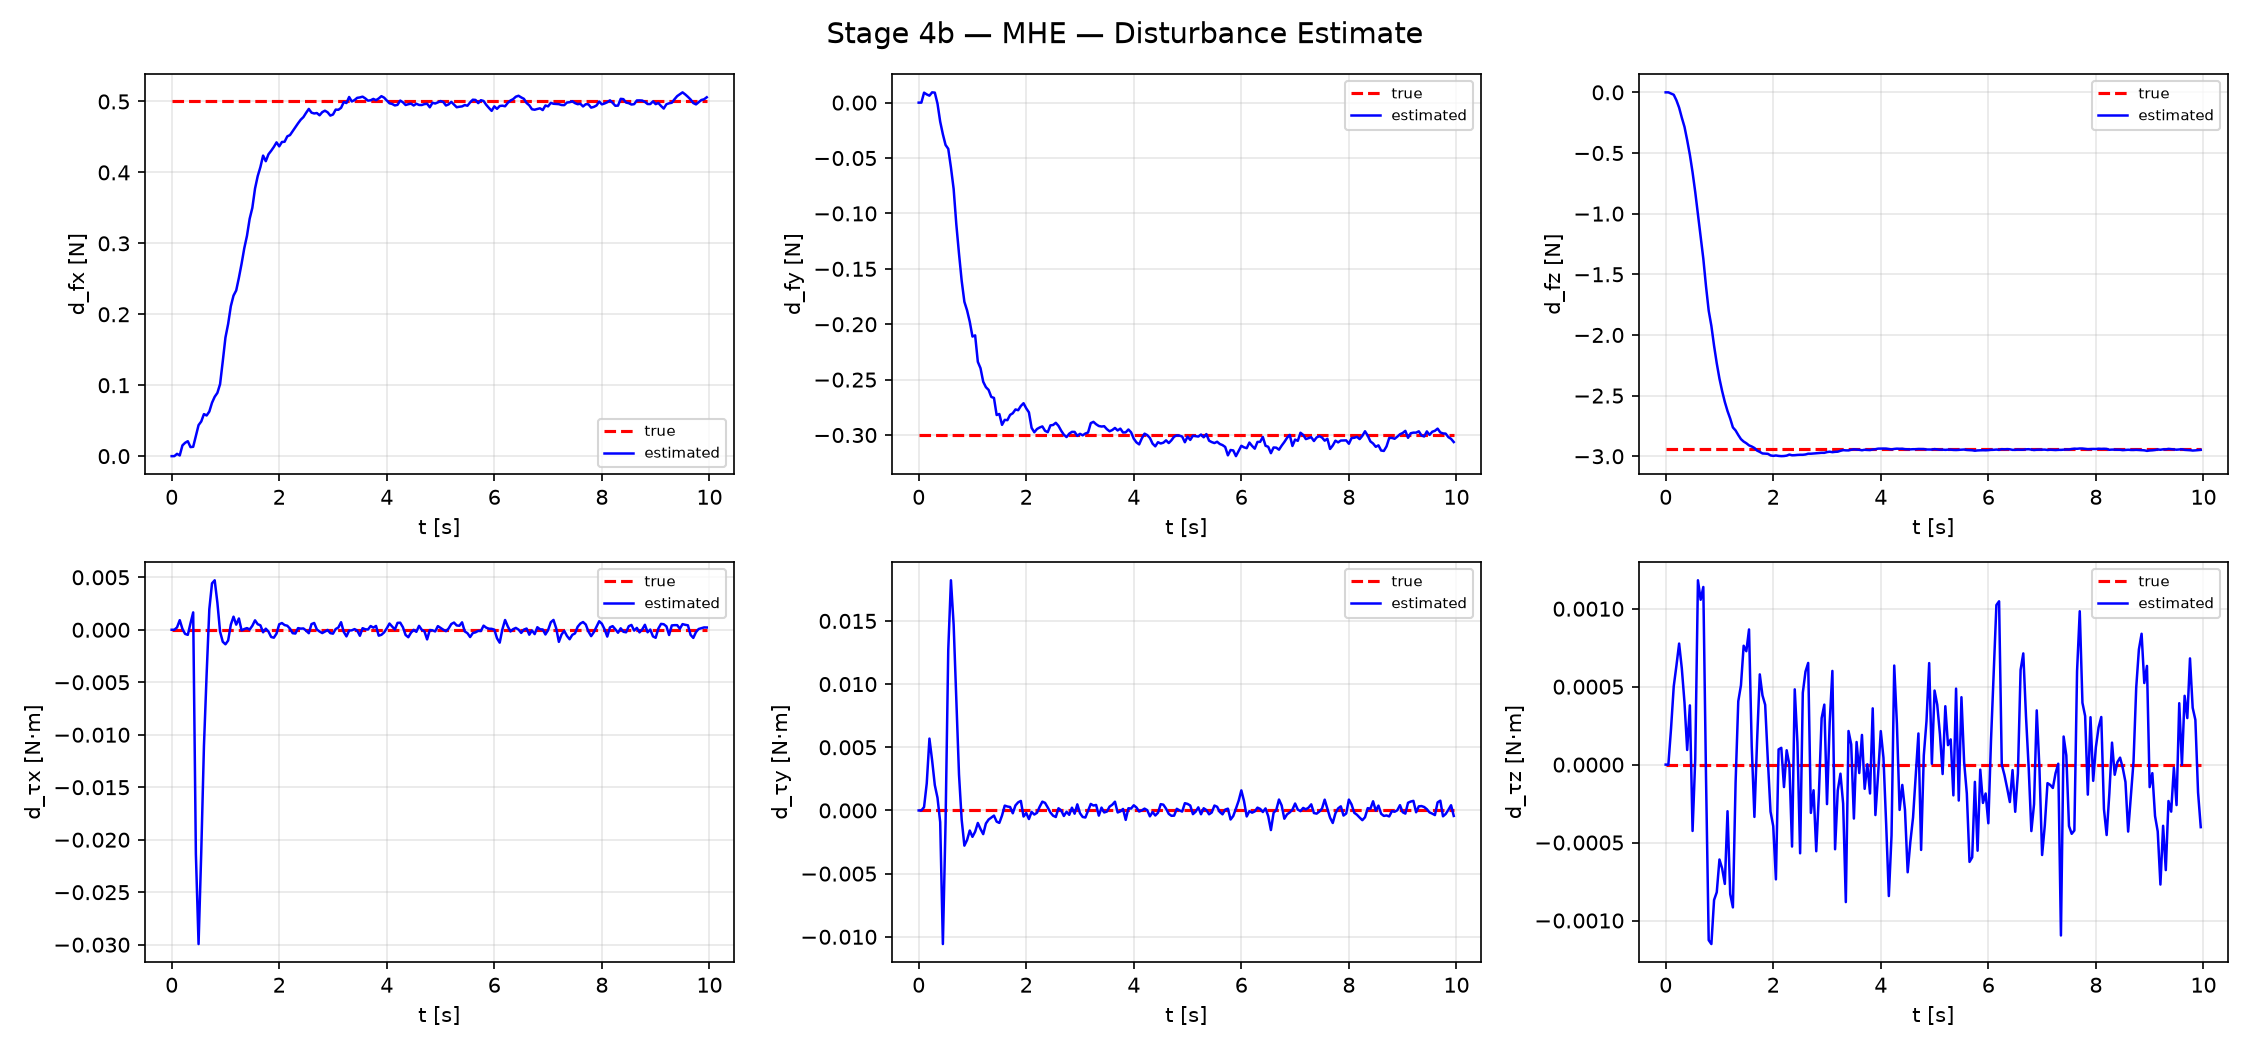 Stage 4b — MHE — Disturbance Estimate
d_fx [N]
0.5
0.4
0.3
0.2
0.1
0.0
true
estimated
0 2 4 6 8 10
t [s]
d_fy [N]
0.00
−0.05
−0.10
−0.15
−0.20
−0.25
−0.30
true
estimated
0 2 4 6 8 10
t [s]
d_fz [N]
0.0
−0.5
−1.0
−1.5
−2.0
−2.5
−3.0
true
estimated
0 2 4 6 8 10
t [s]
d_τx [N·m]
0.005
0.000
−0.005
−0.010
−0.015
−0.020
−0.025
−0.030
true
estimated
0 2 4 6 8 10
t [s]
d_τy [N·m]
0.015
0.010
0.005
0.000
−0.005
−0.010
true
estimated
0 2 4 6 8 10
t [s]
d_τz [N·m]
0.0010
0.0005
0.0000
−0.0005
−0.0010
true
estimated
0 2 4 6 8 10
t [s]